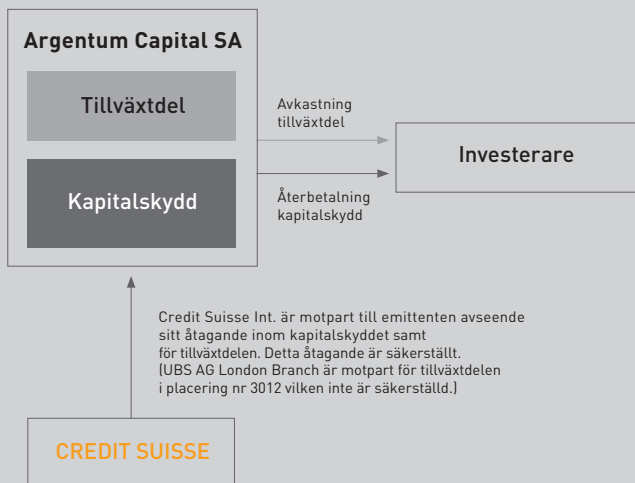 Argentum Capital SA
Tillväxtdel
Kapitalskydd
Avkastning
tillväxtdel
Återbetalning
kapitalskydd
Investerare
Credit Suisse Int. är motpart till emittenten avseende
sitt åtagande inom kapitalskyddet samt
för tillväxtdelen. Detta åtagande är säkerställt.
(UBS AG London Branch är motpart för tillväxtdelen
i placering nr 3012 vilken inte är säkerställd.)
CREDIT SUISSE